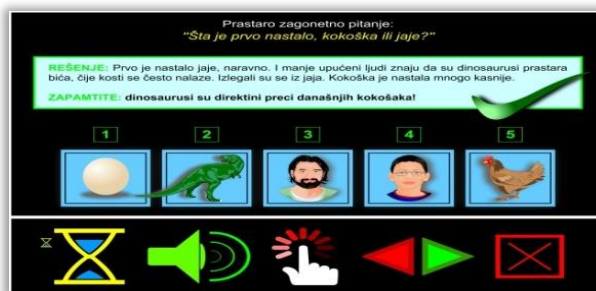 Prastaro zagonetno pitanje:
"Šta je prvo nastalo, kokoška ili jaje?"
REŠENJE: Prvo je nastalo jaje, naravno. I manje upućeni ljudi znaju da su dinosaurusi prastara
bića, čije kosti se često nalaze. Izlegali su se iz jaja. Kokoška je nastala mnogo kasnije.
ZAPAMTITE: dinosaurusi su direktini preci današnjih kokošaka!
1 2 3 4 5